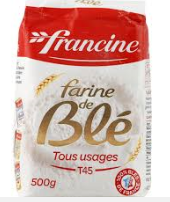 francine
farine
de
Blé
Tous usages
T45
500g